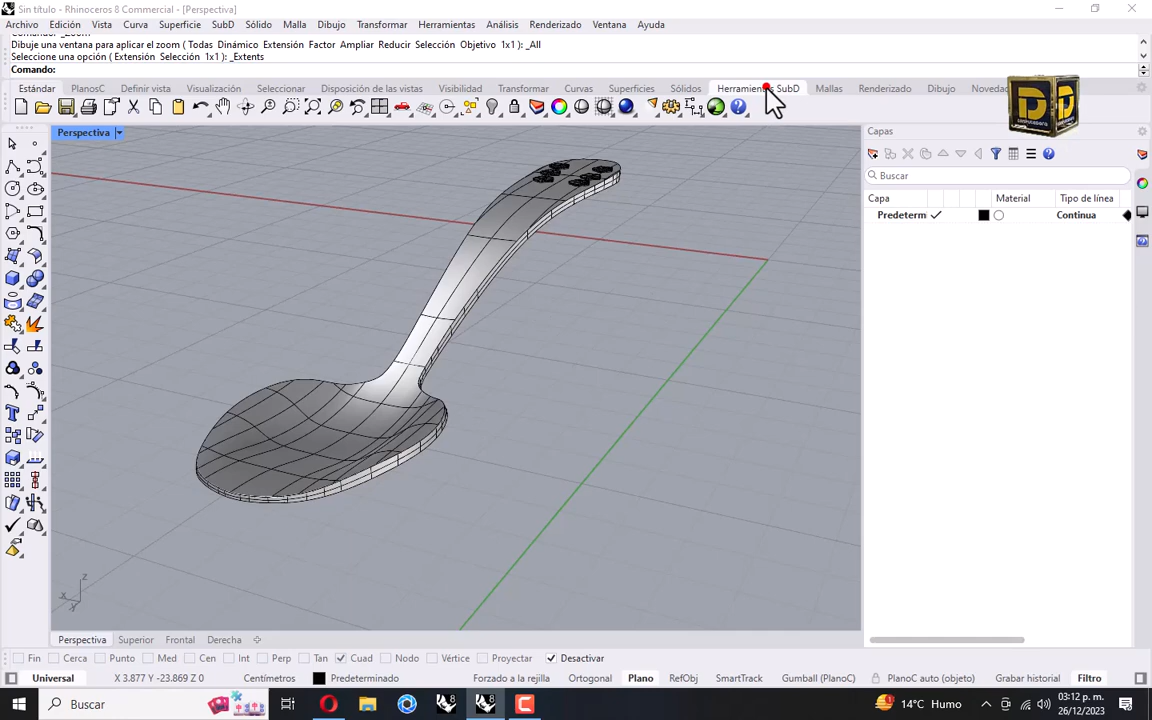 Sin título - Rhinoceros 8 Commercial - [Perspectiva]
Archivo Edición Vista Curva Superficie SubD Sólido Malla Dibujo Transformar Herramientas Análisis Renderizado Ventana Ayuda
Dibuje una ventana para aplicar el zoom ( Todas Dinámico Extensión Factor Ampliar Reducir Selección Objetivo 1x1 ): _All
Seleccione una opción ( Extensión Selección 1x1 ): _Extents
Comando:
Estándar PlanosC Definir vista Visualización Seleccionar Disposición de las vistas Visibilidad Transformar Curvas Superficies Sólidos Herramientas SubD Mallas Renderizado Dibujo Noveda
Perspectiva
Capas
Buscar
Capa Material Tipo de línea
Predeterm Continua
z
x
y
Perspectiva Superior Frontal Derecha
Fin Cerca Punto Med Cen Int Perp Tan Cuad Nodo Vértice Proyectar Desactivar
Universal X 3.877 Y -23.869 Z 0 Centímetros Predeterminado Forzado a la rejilla Ortogonal Plano RefObj SmartTrack Gumball (PlanoC) PlanoC auto (objeto) Grabar historial Filtro
Buscar
8
8
14°C Humo
03:12 p. m.
26/12/2023